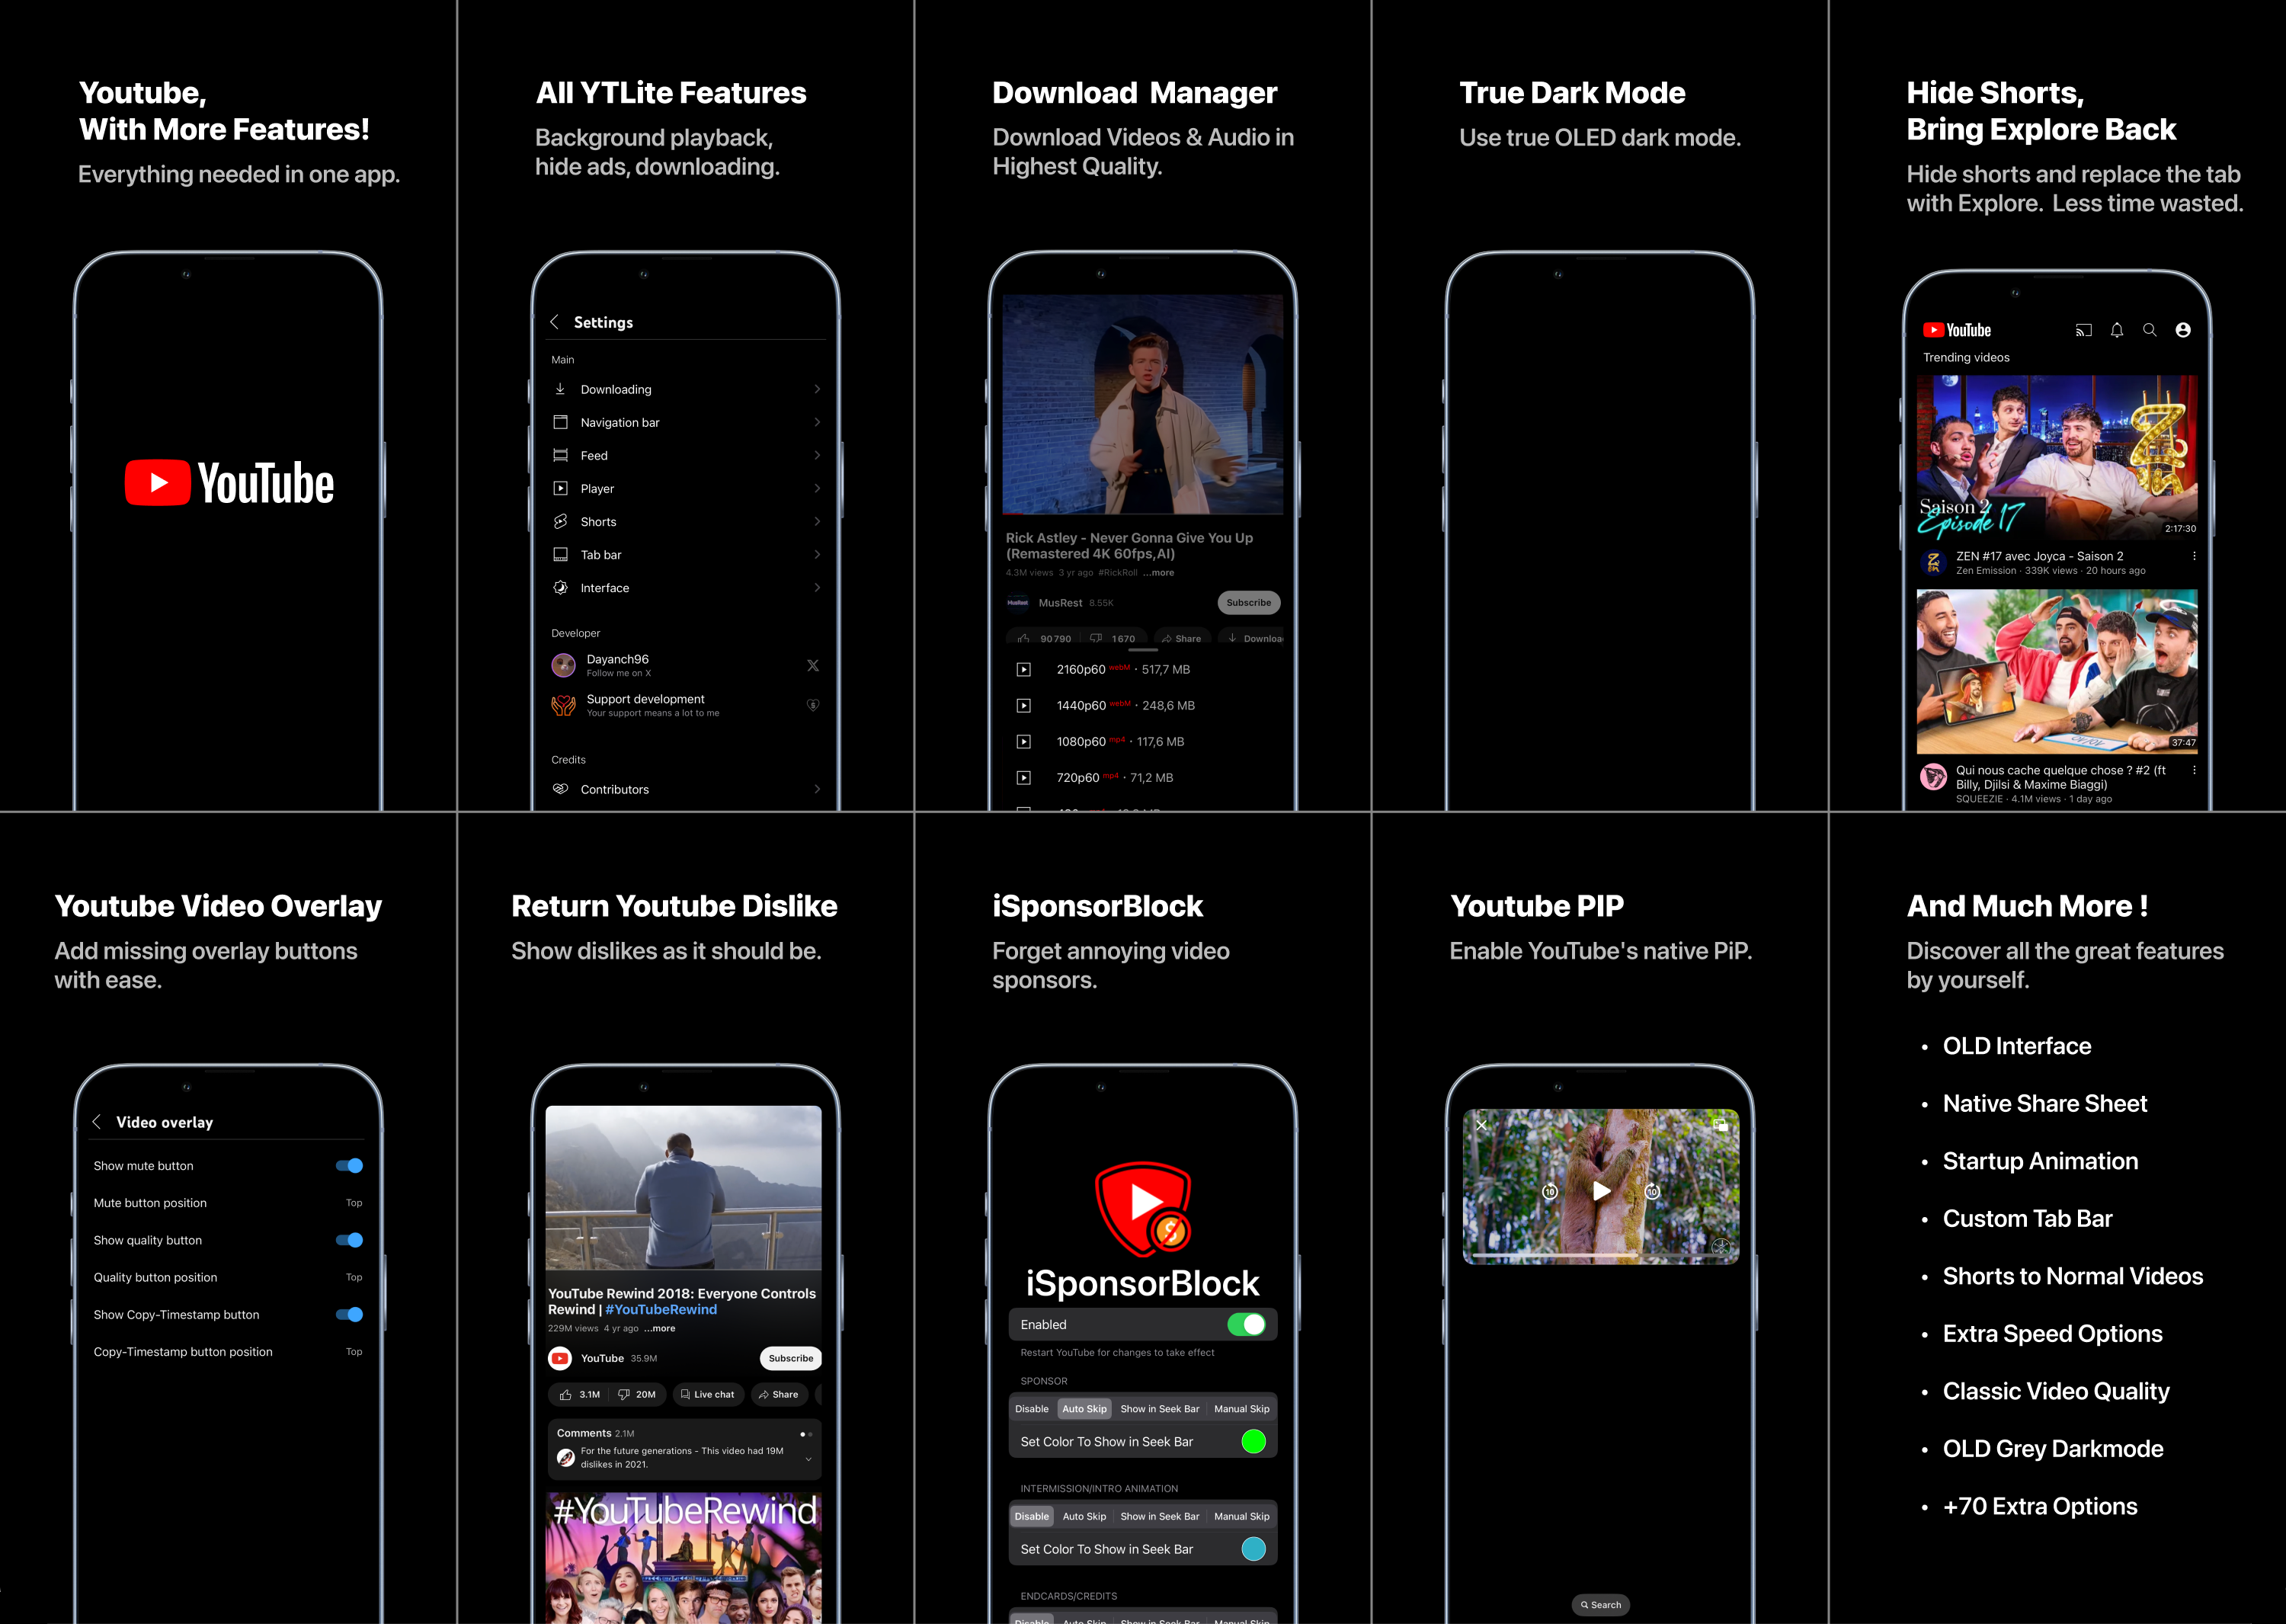 Youtube,
With More Features!
Everything needed in one app.
YouTube
All YTLite Features
Background playback,
hide ads, downloading.
Settings
Main
Downloading
Navigation bar
Feed
Player
Shorts
Tab bar
Interface
Developer
Dayanch96
Follow me on X
Support development
Your support means a lot to me
Credits
Contributors
Download Manager
Download Videos & Audio in
Highest Quality.
Rick Astley - Never Gonna Give You Up
(Remastered 4K 60fps,AI)
4.3M views 3 yr ago #RickRoll ...more
MusRest
MusRest 8.55K
Subscribe
90 790 1 670 Share Downloa
2160p60 webM · 517,7 MB
1440p60 webM · 248,6 MB
1080p60 mp4 · 117,6 MB
720p60 mp4 · 71,2 MB
True Dark Mode
Use true OLED dark mode.
Hide Shorts,
Bring Explore Back
Hide shorts and replace the tab
with Explore. Less time wasted.
YouTube
Trending videos
Saison 2
Episode 17
2:17:30
ZEN #17 avec Joyca - Saison 2
Zen Emission · 339K views · 20 hours ago
37:47
Qui nous cache quelque chose ? #2 (ft
Billy, Djilsi & Maxime Biaggi)
SQUEEZIE · 4.1M views · 1 day ago
Youtube Video Overlay
Add missing overlay buttons
with ease.
Video overlay
Show mute button
Mute button position Top
Show quality button
Quality button position Top
Show Copy-Timestamp button
Copy-Timestamp button position Top
Return Youtube Dislike
Show dislikes as it should be.
YouTube Rewind 2018: Everyone Controls
Rewind | #YouTubeRewind
229M views 4 yr ago ...more
YouTube 35.9M
Subscribe
3.1M 20M Live chat Share
Comments 2.1M
For the future generations - This video had 19M
dislikes in 2021.
#YouTubeRewind
iSponsorBlock
Forget annoying video
sponsors.
iSponsorBlock
Enabled
Restart YouTube for changes to take effect
SPONSOR
Disable Auto Skip Show in Seek Bar Manual Skip
Set Color To Show in Seek Bar
INTERMISSION/INTRO ANIMATION
Disable Auto Skip Show in Seek Bar Manual Skip
Set Color To Show in Seek Bar
ENDCARDS/CREDITS
Disable Auto Skip Show in Seek Bar Manual Skip
Youtube PIP
Enable YouTube's native PiP.
10 10
Search
And Much More !
Discover all the great features
by yourself.
• OLD Interface
• Native Share Sheet
• Startup Animation
• Custom Tab Bar
• Shorts to Normal Videos
• Extra Speed Options
• Classic Video Quality
• OLD Grey Darkmode
• +70 Extra Options